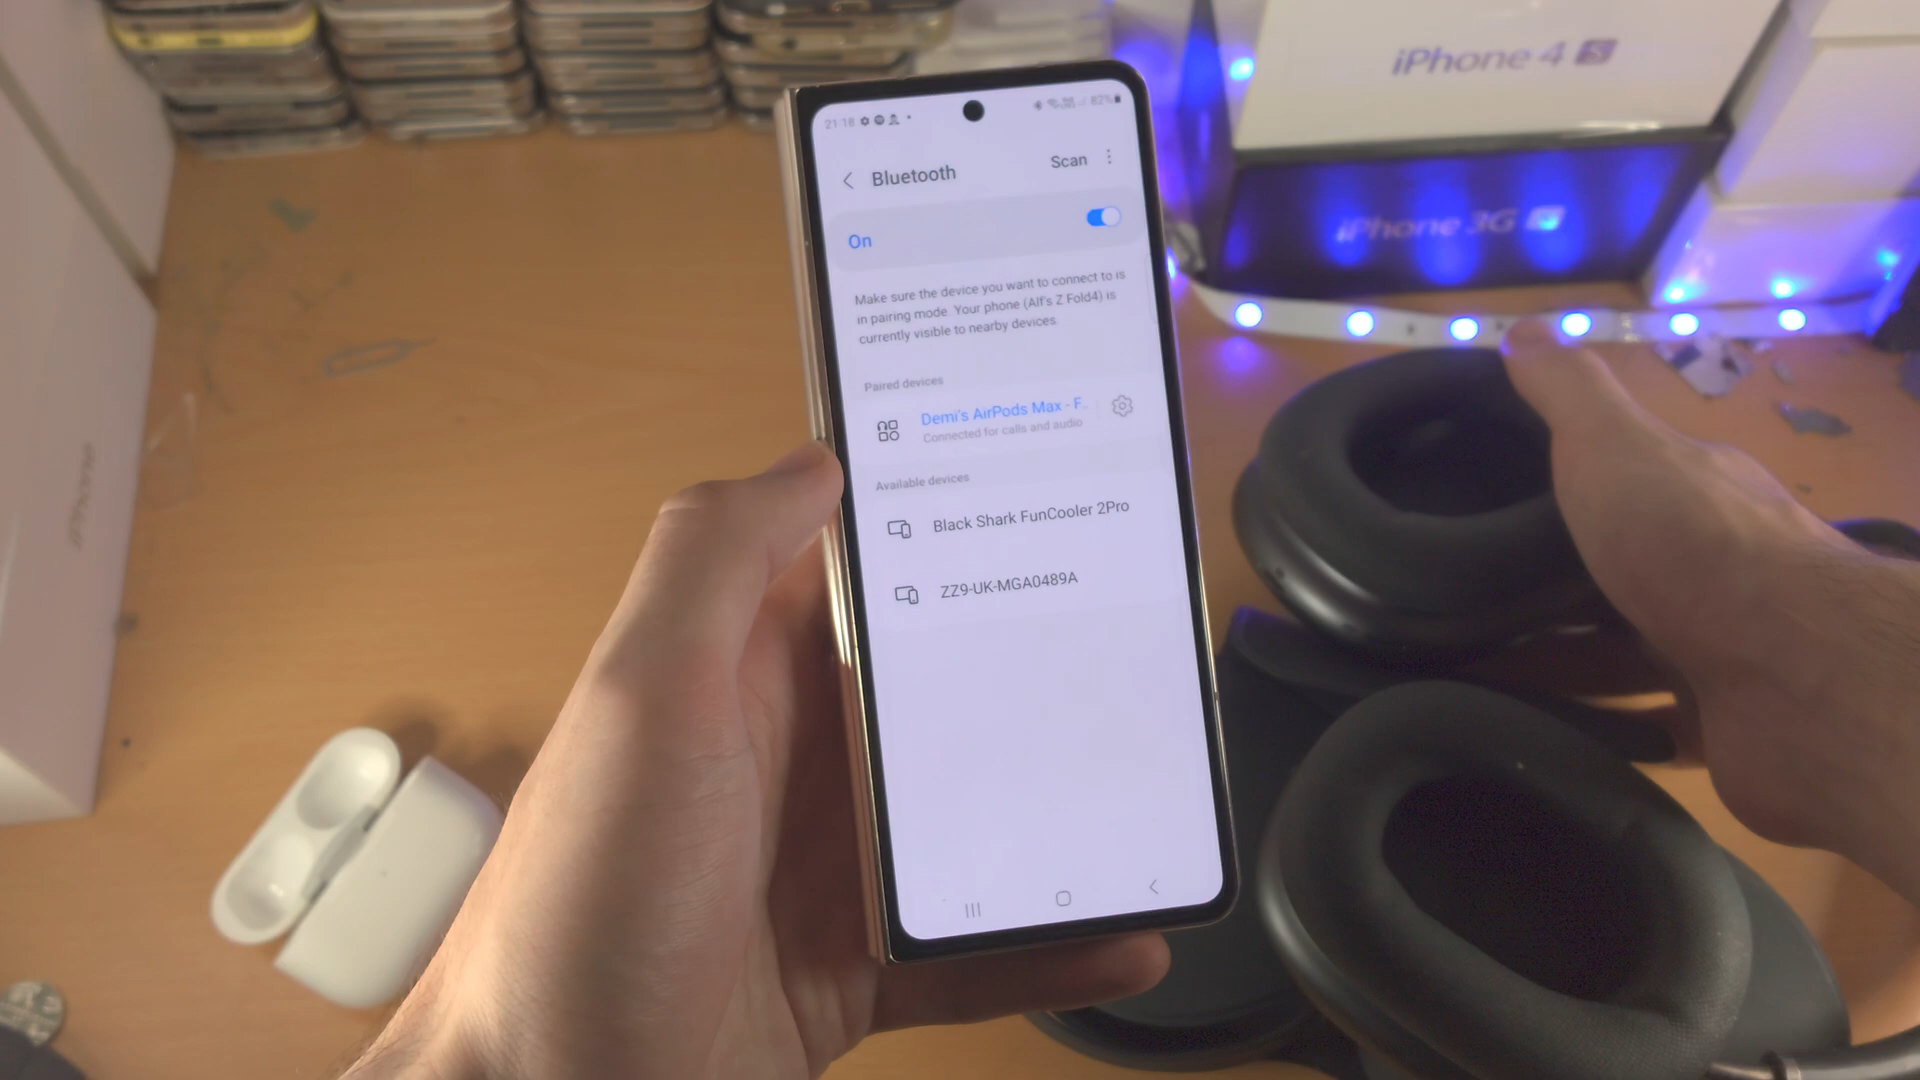 iPhone 4 S
iPhone 3G S
iPhone
21:18
82%
Bluetooth
Scan
On
Make sure the device you want to connect to is
in pairing mode. Your phone (Alf's Z Fold4) is
currently visible to nearby devices.
Paired devices
Demi's AirPods Max - F..
Connected for calls and audio
Available devices
Black Shark FunCooler 2Pro
ZZ9-UK-MGA0489A